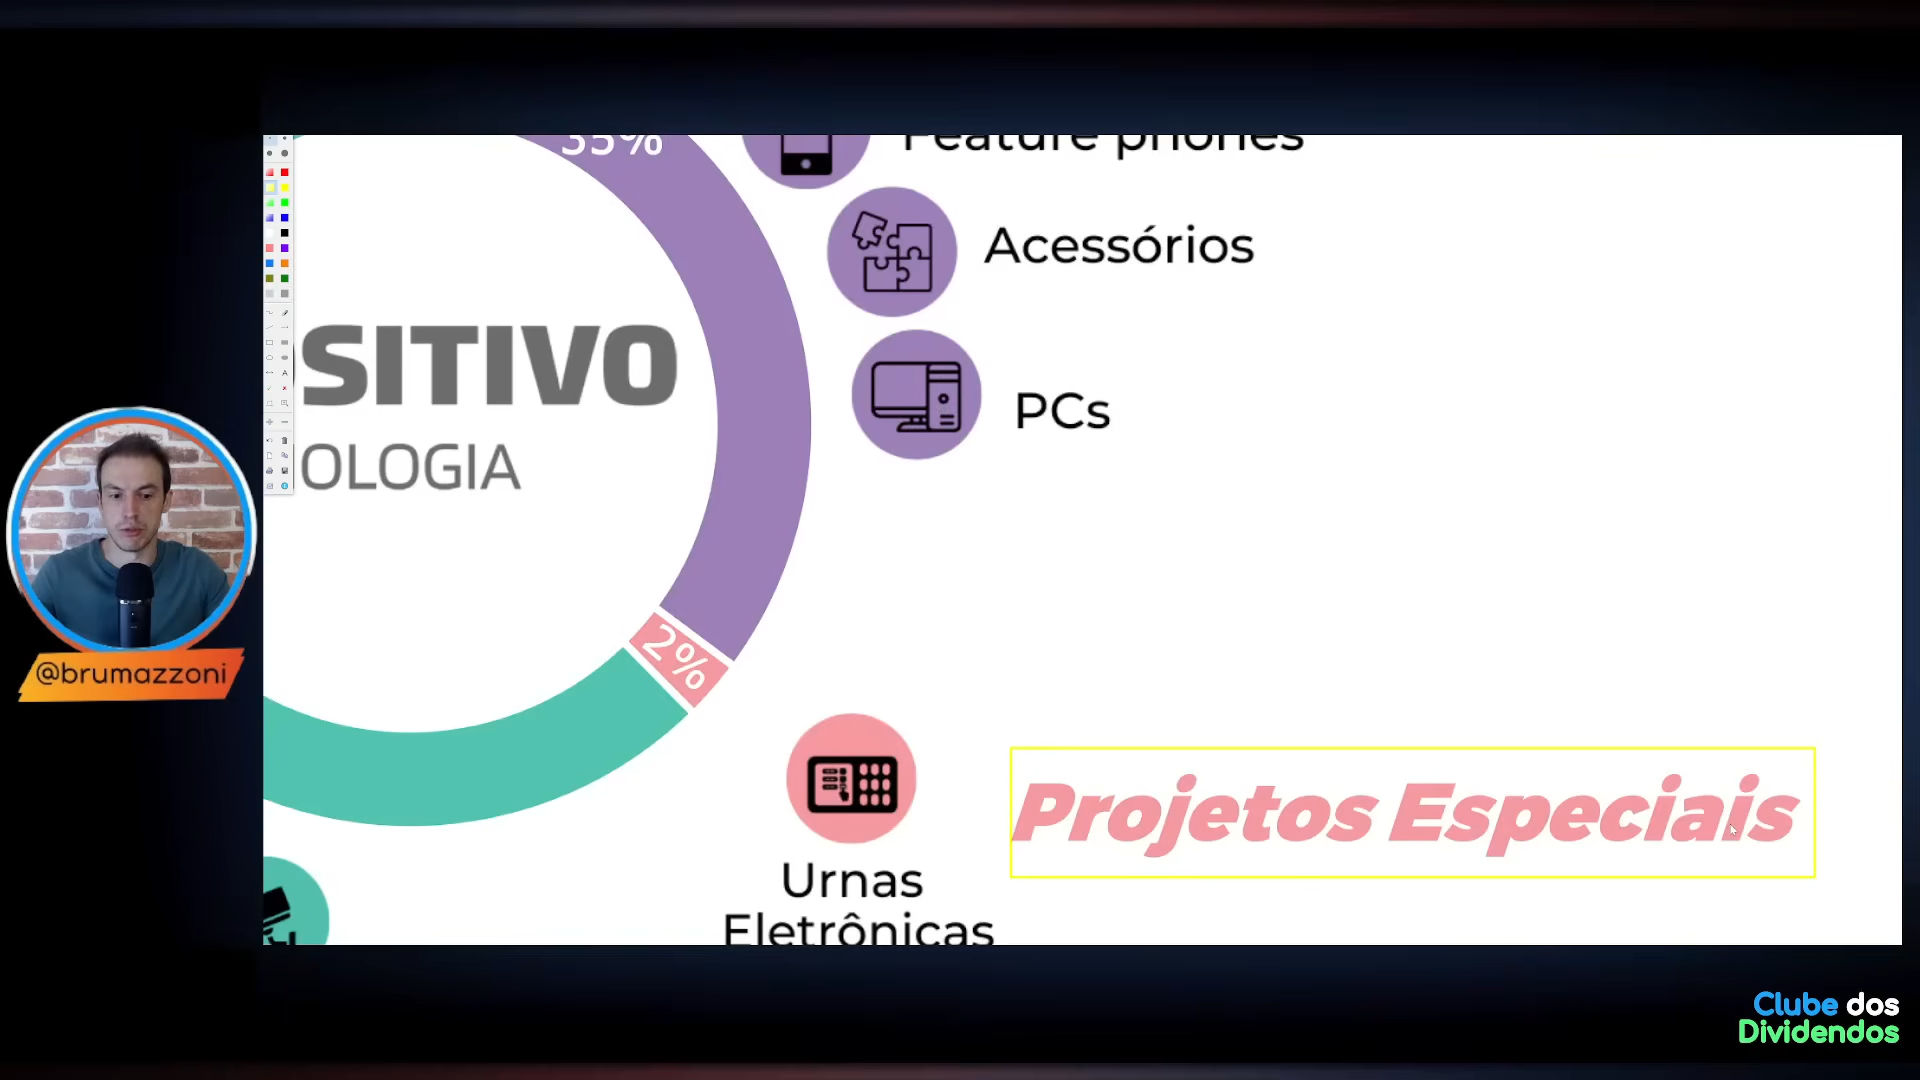 35%
Feature phones
Acessórios
SITIVO
OLOGIA
PCs
2%
@brumazzoni
Projetos Especiais
Urnas
Eletrônicas
Clube dos
Dividendos